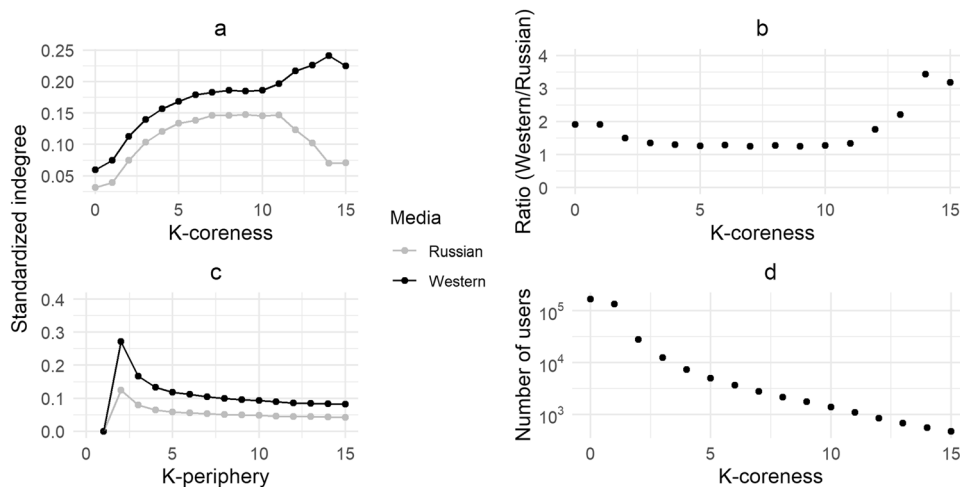 a
0.25
0.20
0.15
0.10
0.05
0 5 10 15
K-coreness
Standardized indegree
c
0.4
0.3
0.2
0.1
0.0
0 5 10 15
K-periphery
Media
Russian
Western
b
4
3
2
1
0
0 5 10 15
K-coreness
Ratio (Western/Russian)
d
10^5
10^4
10^3
0 5 10 15
K-coreness
Number of users